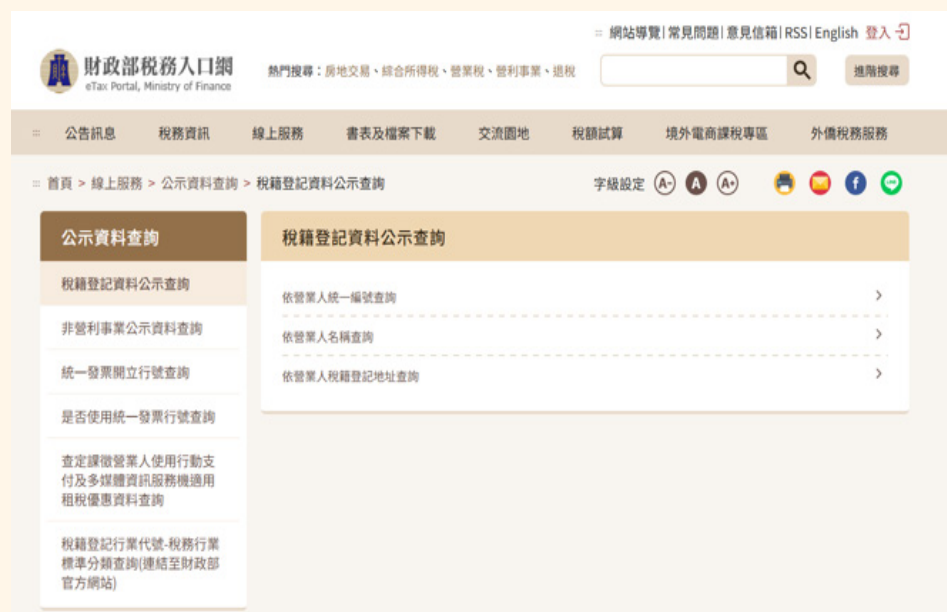 網站導覽| 常見問題| 意見信箱| RSS| English 登入
財政部稅務入口網
eTax Portal, Ministry of Finance
熱門搜尋：房地交易、綜合所得稅、營業稅、營利事業、退稅
進階搜尋
公告訊息 稅務資訊 線上服務 書表及檔案下載 交流園地 稅額試算 境外電商課稅專區 外僑稅務服務
首頁 > 線上服務 > 公示資料查詢 > 稅籍登記資料公示查詢
字級設定 A- A A+
公示資料查詢
稅籍登記資料公示查詢
非營利事業公示資料查詢
統一發票開立行號查詢
是否使用統一發票行號查詢
查定課徵營業人使用行動支
付及多媒體資訊服務機適用
租稅優惠資料查詢
稅籍登記行業代號-稅務行業
標準分類查詢(連結至財政部
官方網站)
稅籍登記資料公示查詢
依營業人統一編號查詢
依營業人名稱查詢
依營業人稅籍登記地址查詢